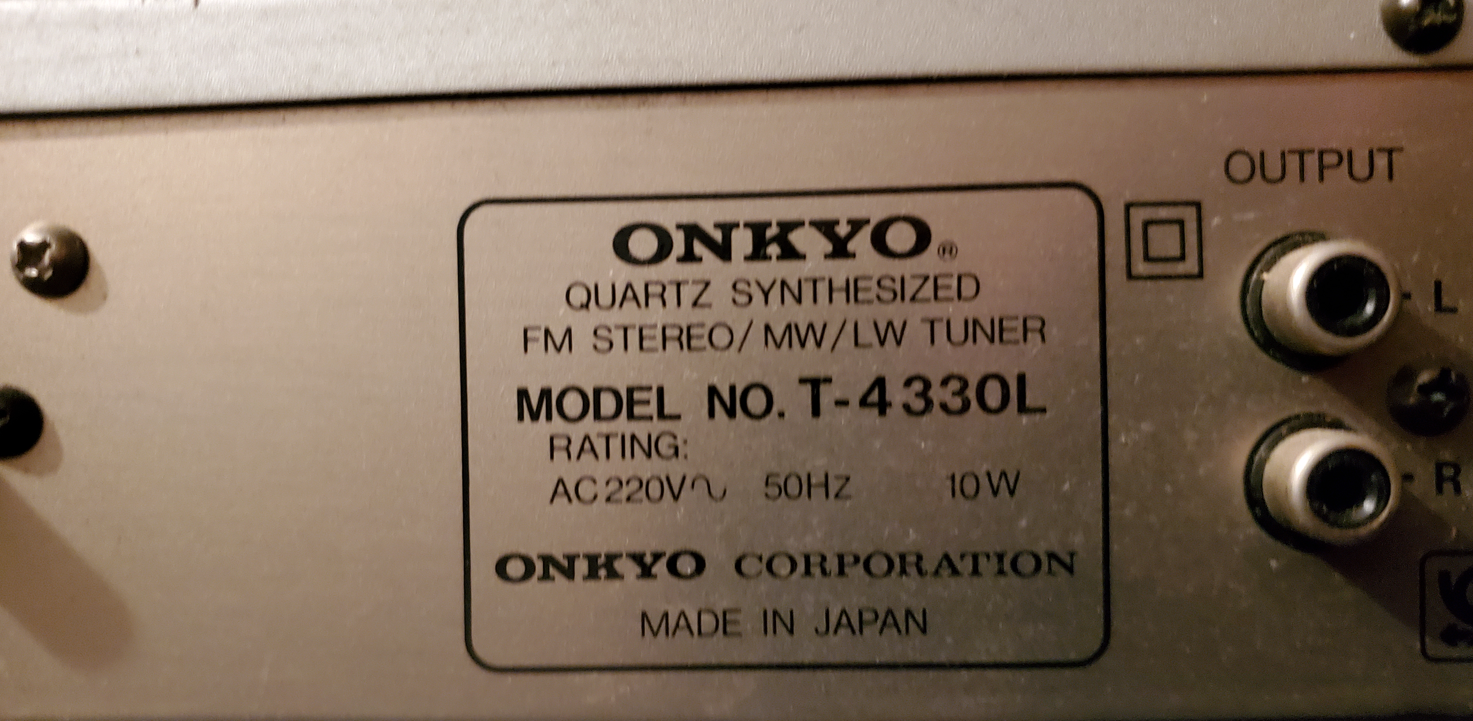 OUTPUT
ONKYO®
QUARTZ SYNTHESIZED
FM STEREO/MW/LW TUNER
MODEL NO. T-4330L
RATING:
AC220V∿ 50Hz 10W
ONKYO CORPORATION
MADE IN JAPAN
L
R